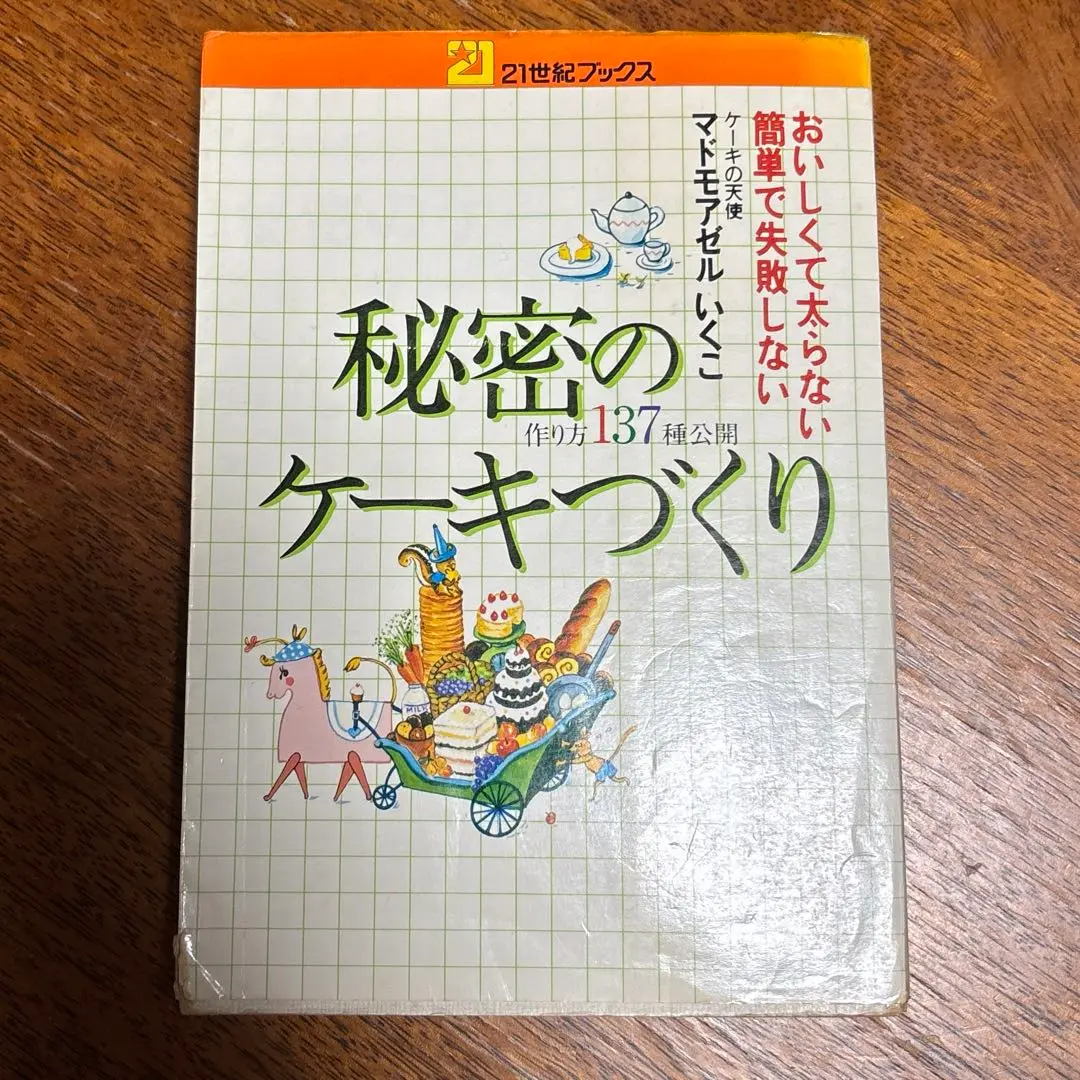 21世紀ブックス
おいしくて太らない
簡単で失敗しない
ケーキの天使
マドモアゼル いくこ
秘密の
作り方137種公開
ケーキづくり
MILK